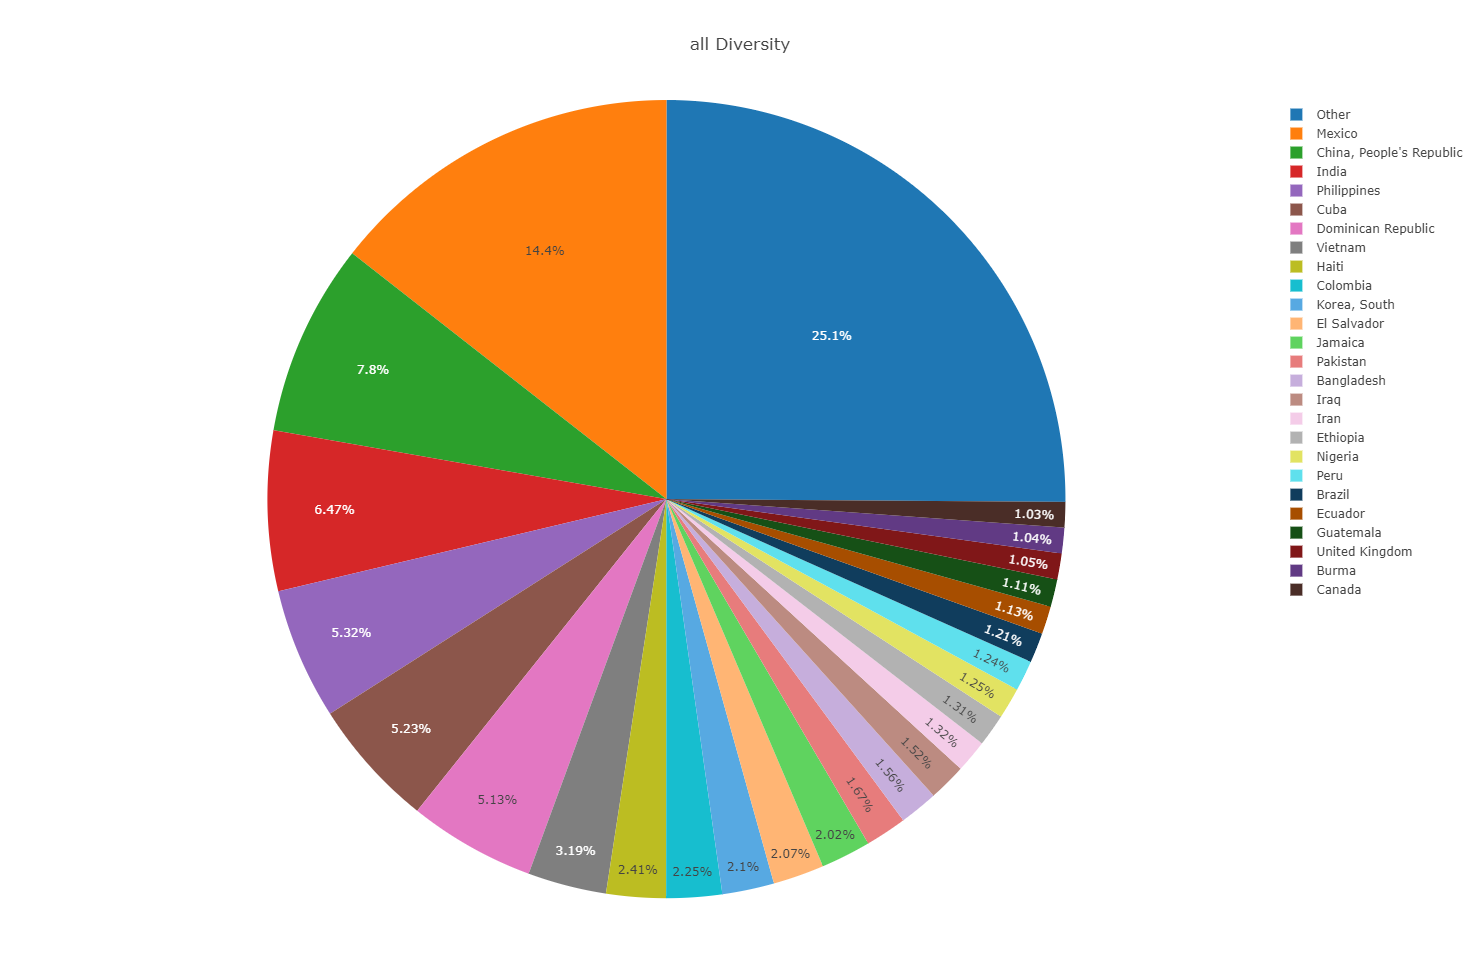 all Diversity
25.1%
14.4%
7.8%
6.47%
5.32%
5.23%
5.13%
3.19%
2.41%
2.25%
2.1%
2.07%
2.02%
1.67%
1.56%
1.52%
1.32%
1.31%
1.25%
1.24%
1.21%
1.13%
1.11%
1.05%
1.04%
1.03%
Other
Mexico
China, People's Republic
India
Philippines
Cuba
Dominican Republic
Vietnam
Haiti
Colombia
Korea, South
El Salvador
Jamaica
Pakistan
Bangladesh
Iraq
Iran
Ethiopia
Nigeria
Peru
Brazil
Ecuador
Guatemala
United Kingdom
Burma
Canada